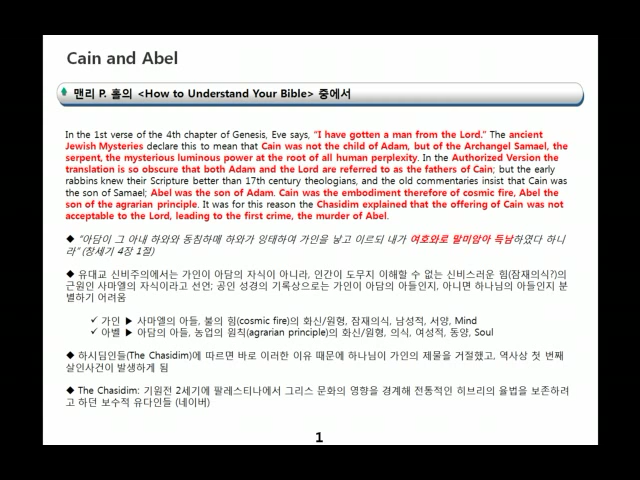 Cain and Abel
맨리 P. 홀의 <How to Understand Your Bible> 중에서
In the 1st verse of the 4th chapter of Genesis, Eve says, “I have gotten a man from the Lord.” The ancient
Jewish Mysteries declare this to mean that Cain was not the child of Adam, but of the Archangel Samael, the
serpent, the mysterious luminous power at the root of all human perplexity. In the Authorized Version the
translation is so obscure that both Adam and the Lord are referred to as the fathers of Cain; but the early
rabbins knew their Scripture better than 17th century theologians, and the old commentaries insist that Cain was
the son of Samael; Abel was the son of Adam. Cain was the embodiment therefore of cosmic fire, Abel the
son of the agrarian principle. It was for this reason the Chasidim explained that the offering of Cain was not
acceptable to the Lord, leading to the first crime, the murder of Abel.
◆ “아담이 그 아내 하와와 동침하매 하와가 잉태하여 가인을 낳고 이르되 내가 여호와로 말미암아 득남하였다 하니
라” (창세기 4장 1절)
◆ 유대교 신비주의에서는 가인이 아담의 자식이 아니라, 인간이 도무지 이해할 수 없는 신비스러운 힘(잠재의식?)의
근원인 사마엘의 자식이라고 선언; 공인 성경의 기록상으로는 가인이 아담의 아들인지, 아니면 하나님의 아들인지 분
별하기 어려움
✓ 가인 ▶ 사마엘의 아들, 불의 힘(cosmic fire)의 화신/원형, 잠재의식, 남성적, 서양, Mind
✓ 아벨 ▶ 아담의 아들, 농업의 원칙(agrarian principle)의 화신/원형, 의식, 여성적, 동양, Soul
◆ 하시딤인들(The Chasidim)에 따르면 바로 이러한 이유 때문에 하나님이 가인의 제물을 거절했고, 역사상 첫 번째
살인사건이 발생하게 됨
◆ The Chasidim: 기원전 2세기에 팔레스티나에서 그리스 문화의 영향을 경계해 전통적인 히브리의 율법을 보존하려
고 하던 보수적 유다인들 (네이버)
1